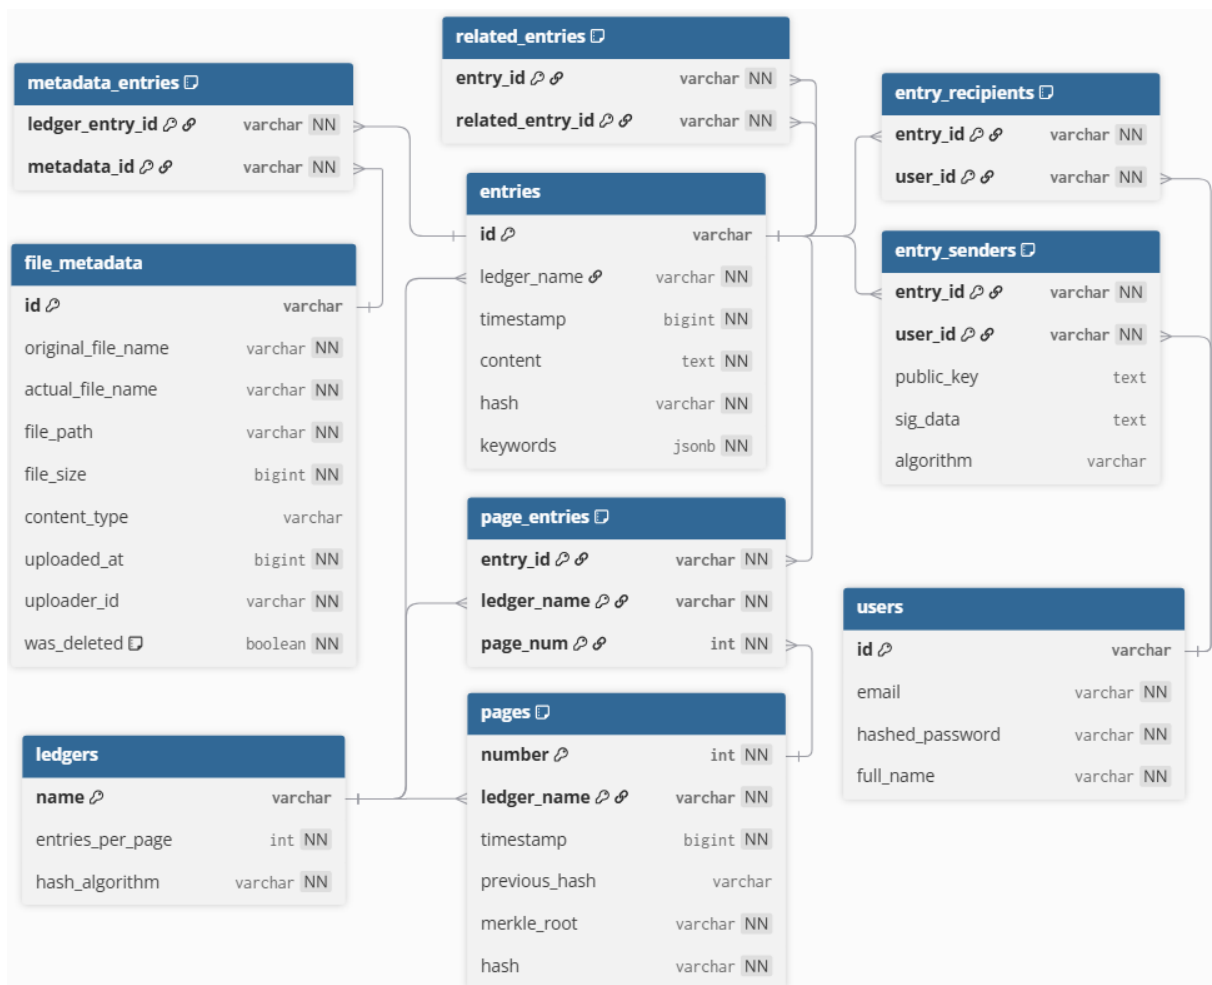 related_entries
entry_id varchar NN
related_entry_id varchar NN
metadata_entries
ledger_entry_id varchar NN
metadata_id varchar NN
entry_recipients
entry_id varchar NN
user_id varchar NN
entries
id varchar
ledger_name varchar NN
timestamp bigint NN
content text NN
hash varchar NN
keywords jsonb NN
file_metadata
id varchar
original_file_name varchar NN
actual_file_name varchar NN
file_path varchar NN
file_size bigint NN
content_type varchar
uploaded_at bigint NN
uploader_id varchar NN
was_deleted boolean NN
entry_senders
entry_id varchar NN
user_id varchar NN
public_key text
sig_data text
algorithm varchar
page_entries
entry_id varchar NN
ledger_name varchar NN
page_num int NN
users
id varchar
email varchar NN
hashed_password varchar NN
full_name varchar NN
pages
number int NN
ledger_name varchar NN
timestamp bigint NN
previous_hash varchar
merkle_root varchar NN
hash varchar NN
ledgers
name varchar
entries_per_page int NN
hash_algorithm varchar NN